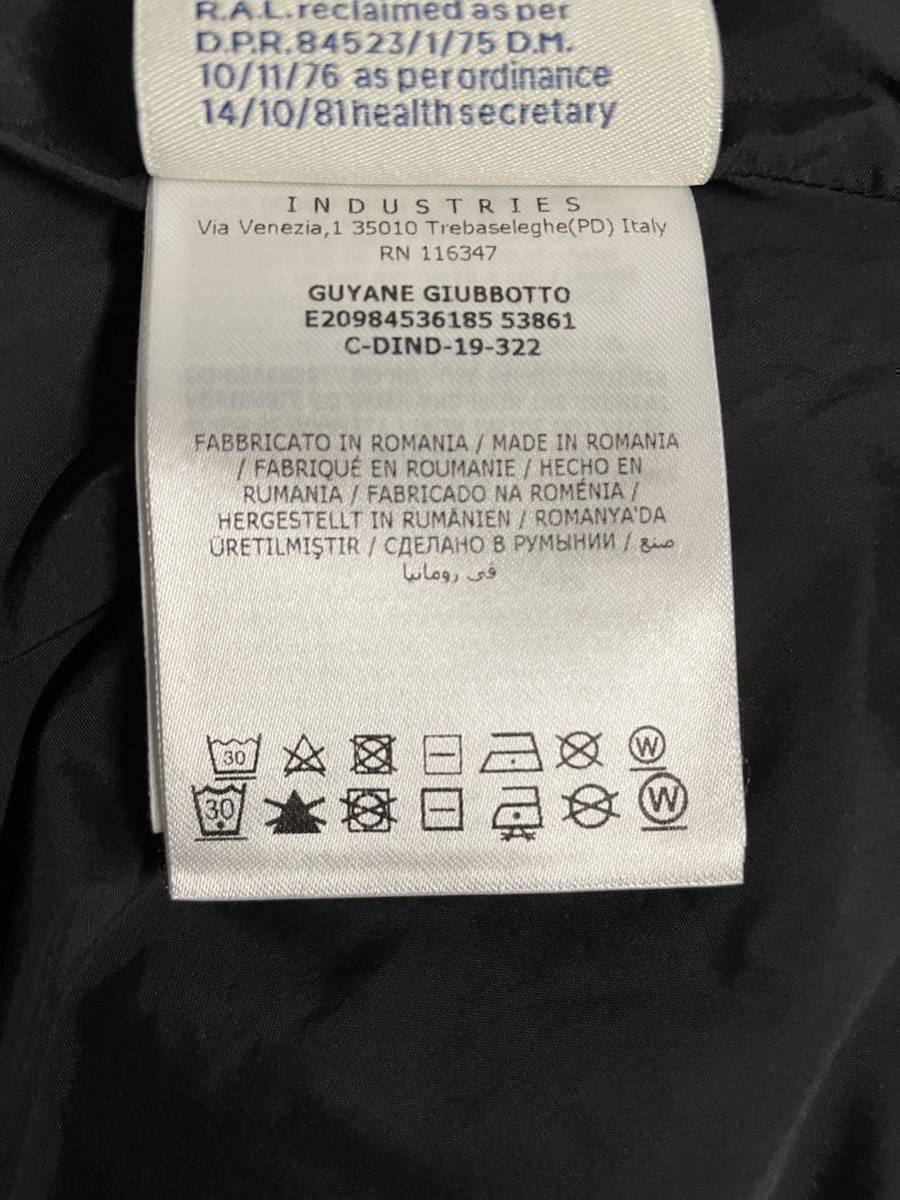 R.A.L.reclaimed as per
D.P.R.84523/1/75 D.M.
10/11/76 as per ordinance
14/10/81 health secretary
INDUSTRIES
Via Venezia,1 35010 Trebaseleghe(PD) Italy
RN 116347
GUYANE GIUBBOTTO
E20984536185 53861
C-DIND-19-322
FABBRICATO IN ROMANIA / MADE IN ROMANIA
/ FABRIQUÉ EN ROUMANIE / HECHO EN
RUMANIA / FABRICADO NA ROMÉNIA /
HERGESTELLT IN RUMÄNIEN / ROMANYA'DA
ÜRETILMIŞTIR / СДЕЛАНО В РУМЫНИИ / صنع
في رومانيا
30 W
30 W